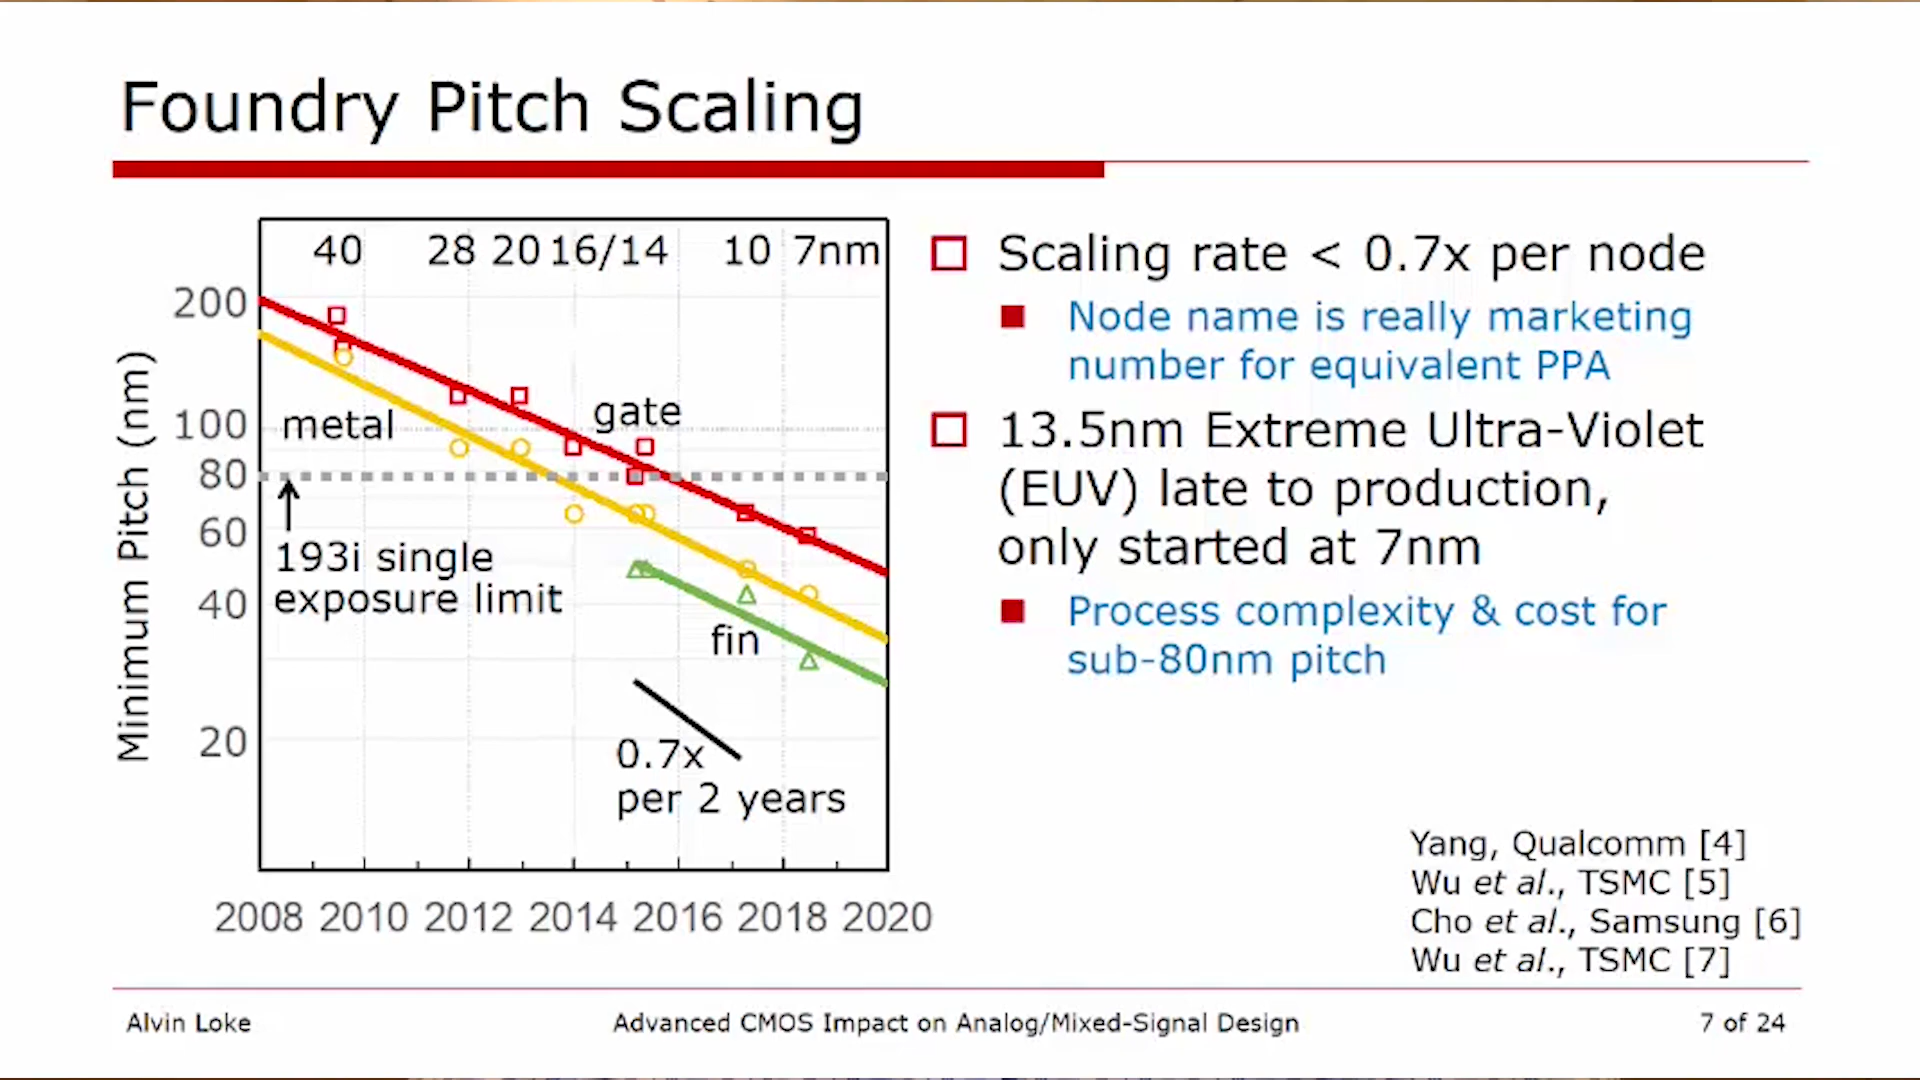 Foundry Pitch Scaling
40 28 20 16/14 10 7nm
200
100
80
60
40
20
Minimum Pitch (nm)
metal
gate
193i single
exposure limit
fin
0.7x
per 2 years
2008 2010 2012 2014 2016 2018 2020
Scaling rate < 0.7x per node
Node name is really marketing
number for equivalent PPA
13.5nm Extreme Ultra-Violet
(EUV) late to production,
only started at 7nm
Process complexity & cost for
sub-80nm pitch
Yang, Qualcomm [4]
Wu et al., TSMC [5]
Cho et al., Samsung [6]
Wu et al., TSMC [7]
Alvin Loke
Advanced CMOS Impact on Analog/Mixed-Signal Design
7 of 24